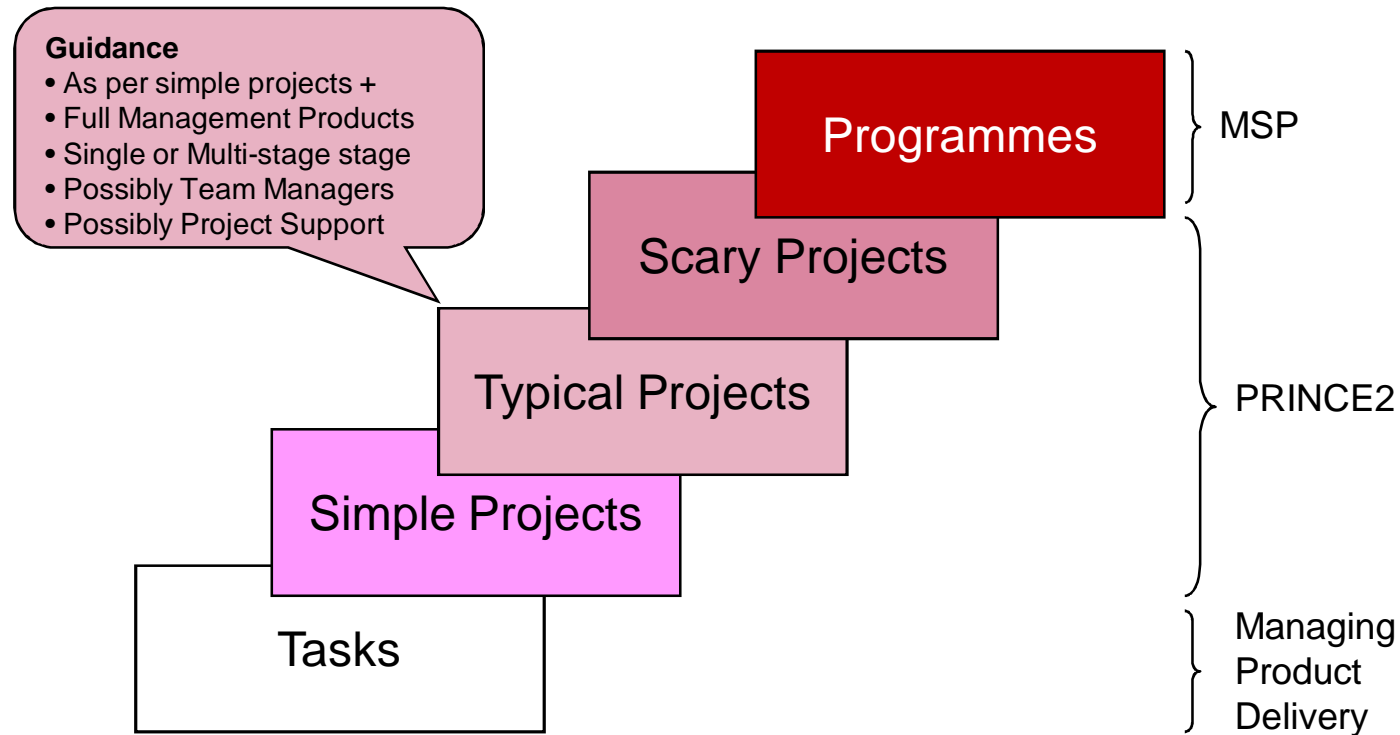 Guidance
• As per simple projects +
• Full Management Products
• Single or Multi-stage stage
• Possibly Team Managers
• Possibly Project Support
Programmes
MSP
Scary Projects
Typical Projects
PRINCE2
Simple Projects
Tasks
Managing
Product
Delivery